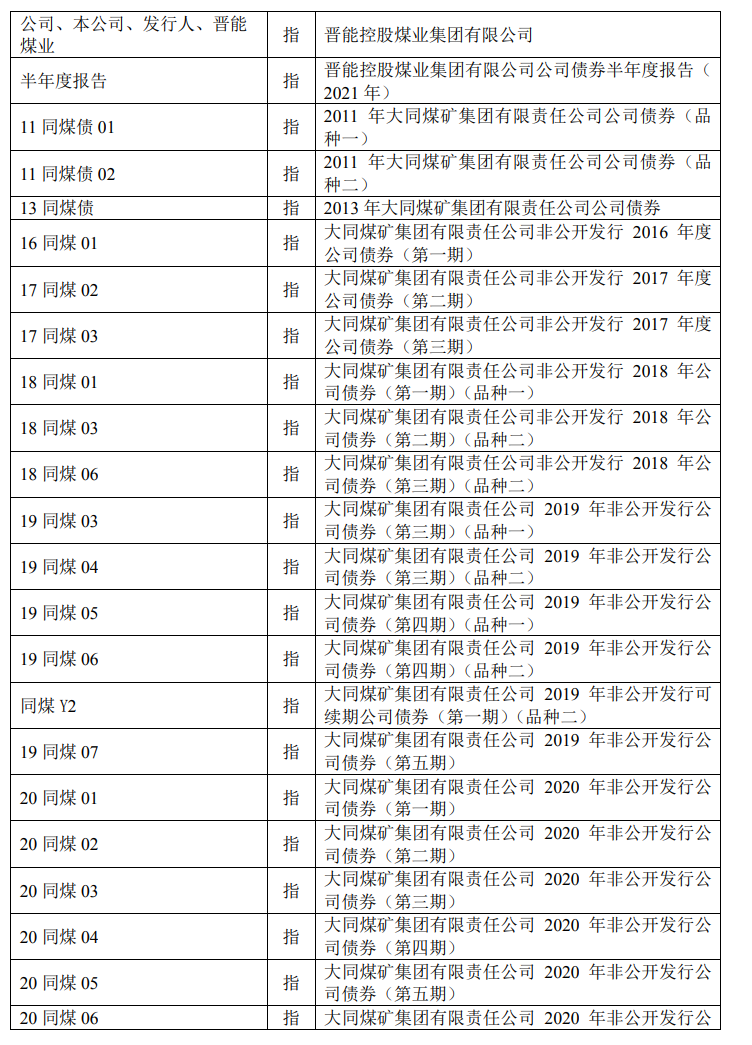 公司、本公司、发行人、晋能
煤业
指
晋能控股煤业集团有限公司
半年度报告
指
晋能控股煤业集团有限公司公司债券半年度报告（
2021 年）
11 同煤债 01
指
2011 年大同煤矿集团有限责任公司公司债券（品
种一）
11 同煤债 02
指
2011 年大同煤矿集团有限责任公司公司债券（品
种二）
13 同煤债
指
2013 年大同煤矿集团有限责任公司公司债券
16 同煤 01
指
大同煤矿集团有限责任公司非公开发行 2016 年度
公司债券（第一期）
17 同煤 02
指
大同煤矿集团有限责任公司非公开发行 2017 年度
公司债券（第二期）
17 同煤 03
指
大同煤矿集团有限责任公司非公开发行 2017 年度
公司债券（第三期）
18 同煤 01
指
大同煤矿集团有限责任公司非公开发行 2018 年公
司债券（第一期）（品种一）
18 同煤 03
指
大同煤矿集团有限责任公司非公开发行 2018 年公
司债券（第二期）（品种二）
18 同煤 06
指
大同煤矿集团有限责任公司非公开发行 2018 年公
司债券（第三期）（品种二）
19 同煤 03
指
大同煤矿集团有限责任公司 2019 年非公开发行公
司债券（第三期）（品种一）
19 同煤 04
指
大同煤矿集团有限责任公司 2019 年非公开发行公
司债券（第三期）（品种二）
19 同煤 05
指
大同煤矿集团有限责任公司 2019 年非公开发行公
司债券（第四期）（品种一）
19 同煤 06
指
大同煤矿集团有限责任公司 2019 年非公开发行公
司债券（第四期）（品种二）
同煤 Y2
指
大同煤矿集团有限责任公司 2019 年非公开发行可
续期公司债券（第一期）（品种二）
19 同煤 07
指
大同煤矿集团有限责任公司 2019 年非公开发行公
司债券（第五期）
20 同煤 01
指
大同煤矿集团有限责任公司 2020 年非公开发行公
司债券（第一期）
20 同煤 02
指
大同煤矿集团有限责任公司 2020 年非公开发行公
司债券（第二期）
20 同煤 03
指
大同煤矿集团有限责任公司 2020 年非公开发行公
司债券（第三期）
20 同煤 04
指
大同煤矿集团有限责任公司 2020 年非公开发行公
司债券（第四期）
20 同煤 05
指
大同煤矿集团有限责任公司 2020 年非公开发行公
司债券（第五期）
20 同煤 06
指
大同煤矿集团有限责任公司 2020 年非公开发行公